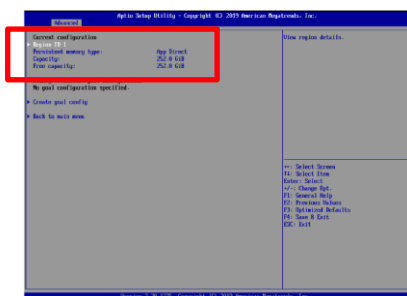 Aptio Setup Utility - Copyright (C) 2019 American Megatrends, Inc.
Advanced
Current configuration
▶ Region ID 1
Persistent memory type: App Direct
Capacity: 252.0 GiB
Free capacity: 252.0 GiB
No goal configuration specified.
▶ Create goal config
▶ Back to main menu
View region details.
↔: Select Screen
↑↓: Select Item
Enter: Select
+/-: Change Opt.
F1: General Help
F2: Previous Values
F3: Optimized Defaults
F4: Save & Exit
ESC: Exit